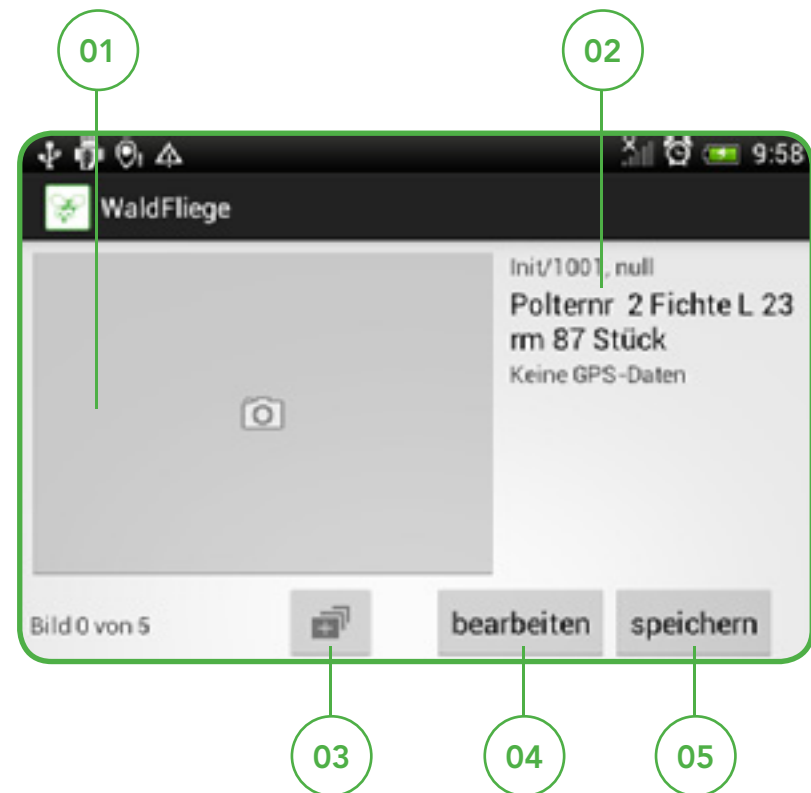 01
02
9:58
WaldFliege
Init/1001, null
Polternr 2 Fichte L 23
rm 87 Stück
Keine GPS-Daten
Bild 0 von 5
bearbeiten
speichern
03
04
05